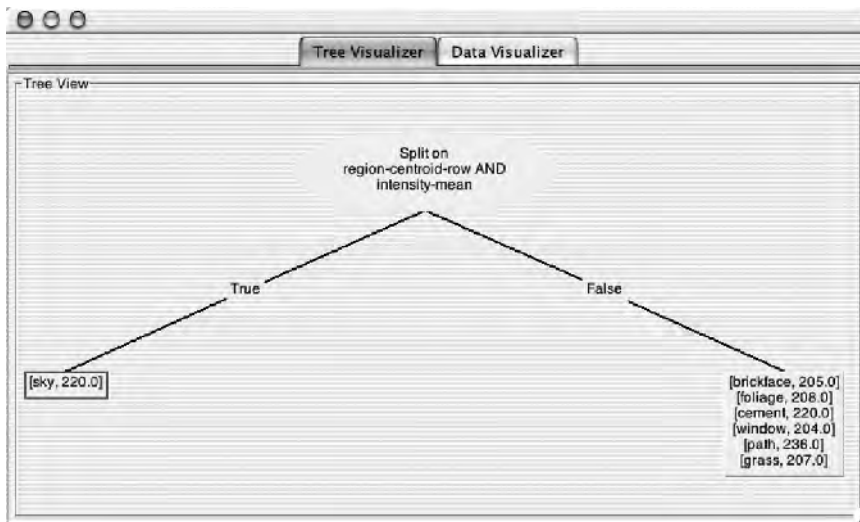 Tree Visualizer Data Visualizer
Tree View
Split on
region-centroid-row AND
intensity-mean
True
False
[sky, 220.0]
[brickface, 205.0]
[foliage, 208.0]
[cement, 220.0]
[window, 204.0]
[path, 236.0]
[grass, 207.0]